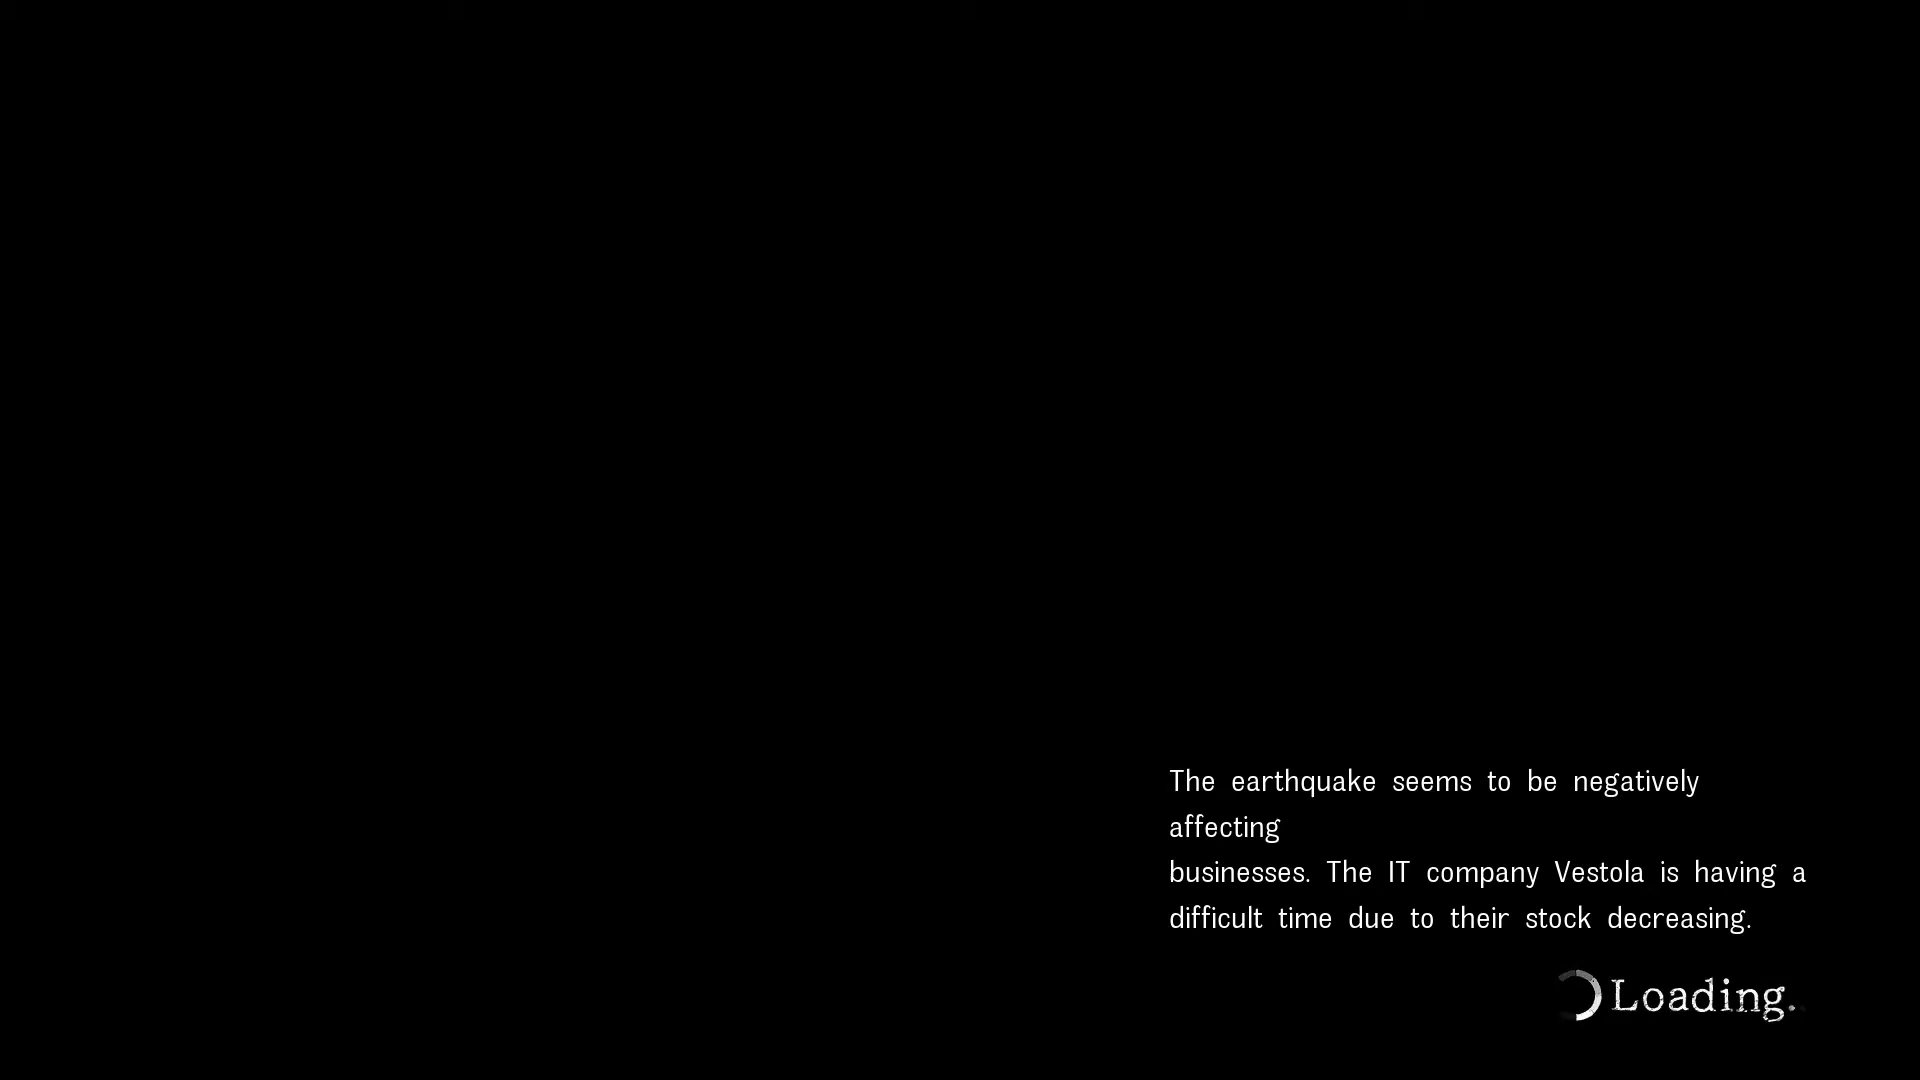 The earthquake seems to be negatively
affecting
businesses. The IT company Vestola is having a
difficult time due to their stock decreasing.
Loading.